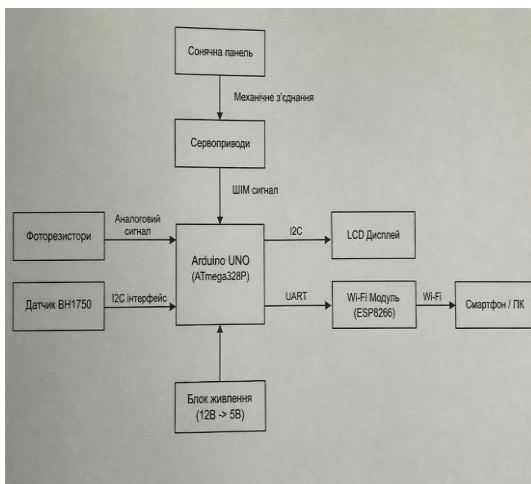 Сонячна панель
Механічне з'єднання
Сервоприводи
ШІМ сигнал
Фоторезистори
Аналоговий
сигнал
Arduino UNO
(ATmega328P)
I2C
LCD Дисплей
Датчик BH1750
I2C інтерфейс
UART
Wi-Fi Модуль
(ESP8266)
Wi-Fi
Смартфон / ПК
Блок живлення
(12В -> 5В)